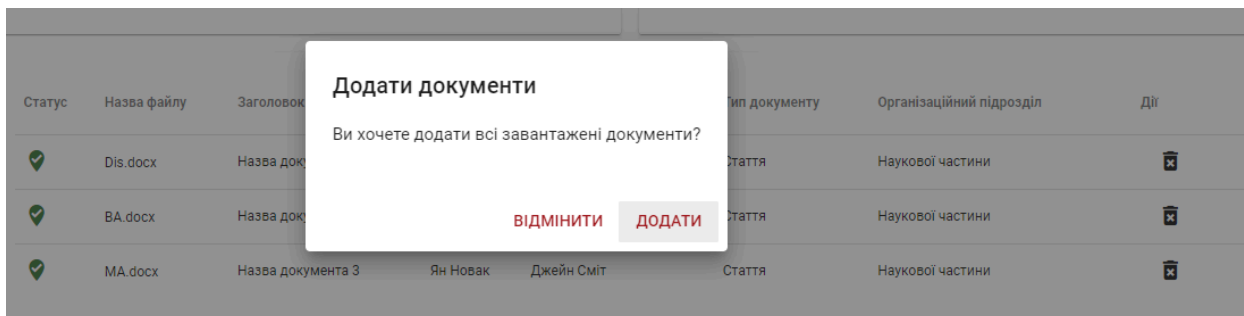 Додати документи
Ви хочете додати всі завантажені документи?
ВІДМІНИТИ ДОДАТИ
Статус Назва файлу Заголовок Тип документу Організаційний підрозділ Дії
Dis.docx Назва Стаття Наукової частини
BA.docx Назва Стаття Наукової частини
MA.docx Назва документа 3 Ян Новак Джейн Сміт Стаття Наукової частини